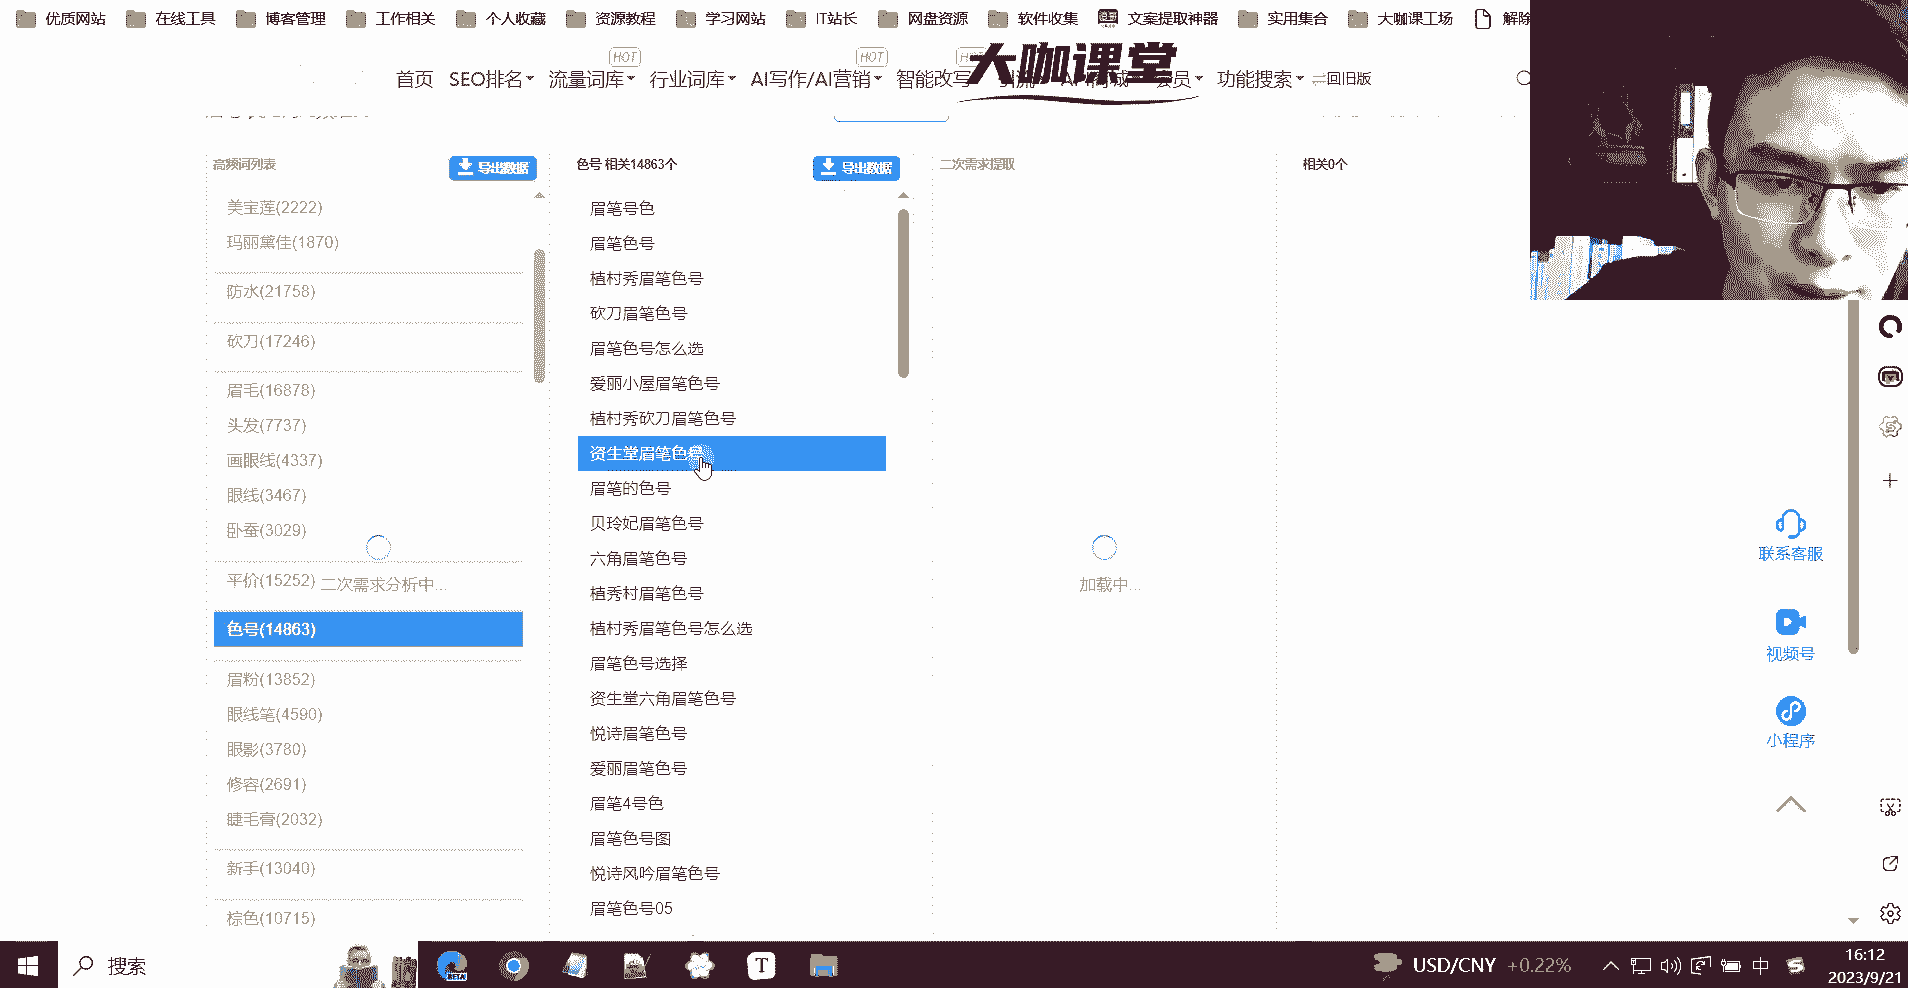 优质网站 在线工具 博客管理 工作相关 个人收藏 资源教程 学习网站 IT站长 网盘资源 软件收集 文案提取神器 实用集合 大咖课工场 解除
HOT HOT
大咖课堂
首页 SEO排名 流量词库 行业词库 AI写作/AI营销 智能改写 功能搜索 回旧版
高频词列表 导出数据 色号 相关14863个 导出数据 二次需求提取 相关0个
美宝莲(2222)
玛丽黛佳(1870)
防水(21758)
砍刀(17246)
眉毛(16878)
头发(7737)
画眼线(4337)
眼线(3467)
卧蚕(3029)
平价(15252) 二次需求分析中...
色号(14863)
眉粉(13852)
眼线笔(4590)
眼影(3780)
修容(2691)
睫毛膏(2032)
新手(13040)
棕色(10715)
眉笔号色
眉笔色号
植村秀眉笔色号
砍刀眉笔色号
眉笔色号怎么选
爱丽小屋眉笔色号
植村秀砍刀眉笔色号
资生堂眉笔色号
眉笔的色号
贝玲妃眉笔色号
六角眉笔色号
植秀村眉笔色号
植村秀眉笔色号怎么选
眉笔色号选择
资生堂六角眉笔色号
悦诗眉笔色号
爱丽眉笔色号
眉笔4号色
眉笔色号图
悦诗风吟眉笔色号
眉笔色号05
加载中...
联系客服
视频号
小程序
搜索
BETA
T
USD/CNY +0.22%
中
16:12
2023/9/21